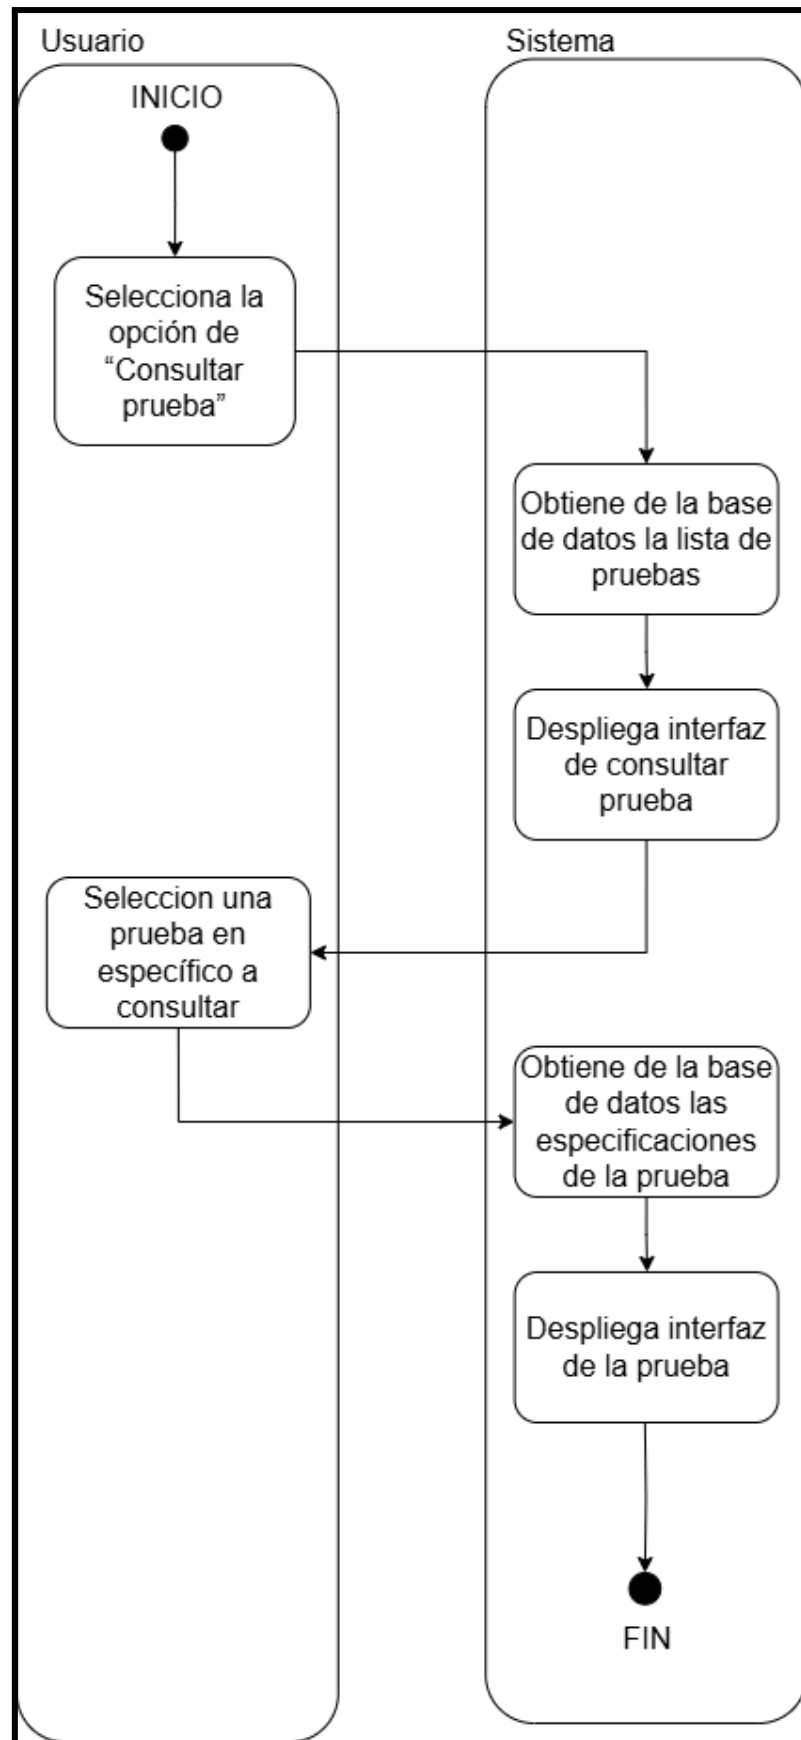 Usuario
Sistema
INICIO
Selecciona la
opción de
“Consultar
prueba”
Obtiene de la base
de datos la lista de
pruebas
Despliega interfaz
de consultar
prueba
Seleccion una
prueba en
específico a
consultar
Obtiene de la base
de datos las
especificaciones
de la prueba
Despliega interfaz
de la prueba
FIN